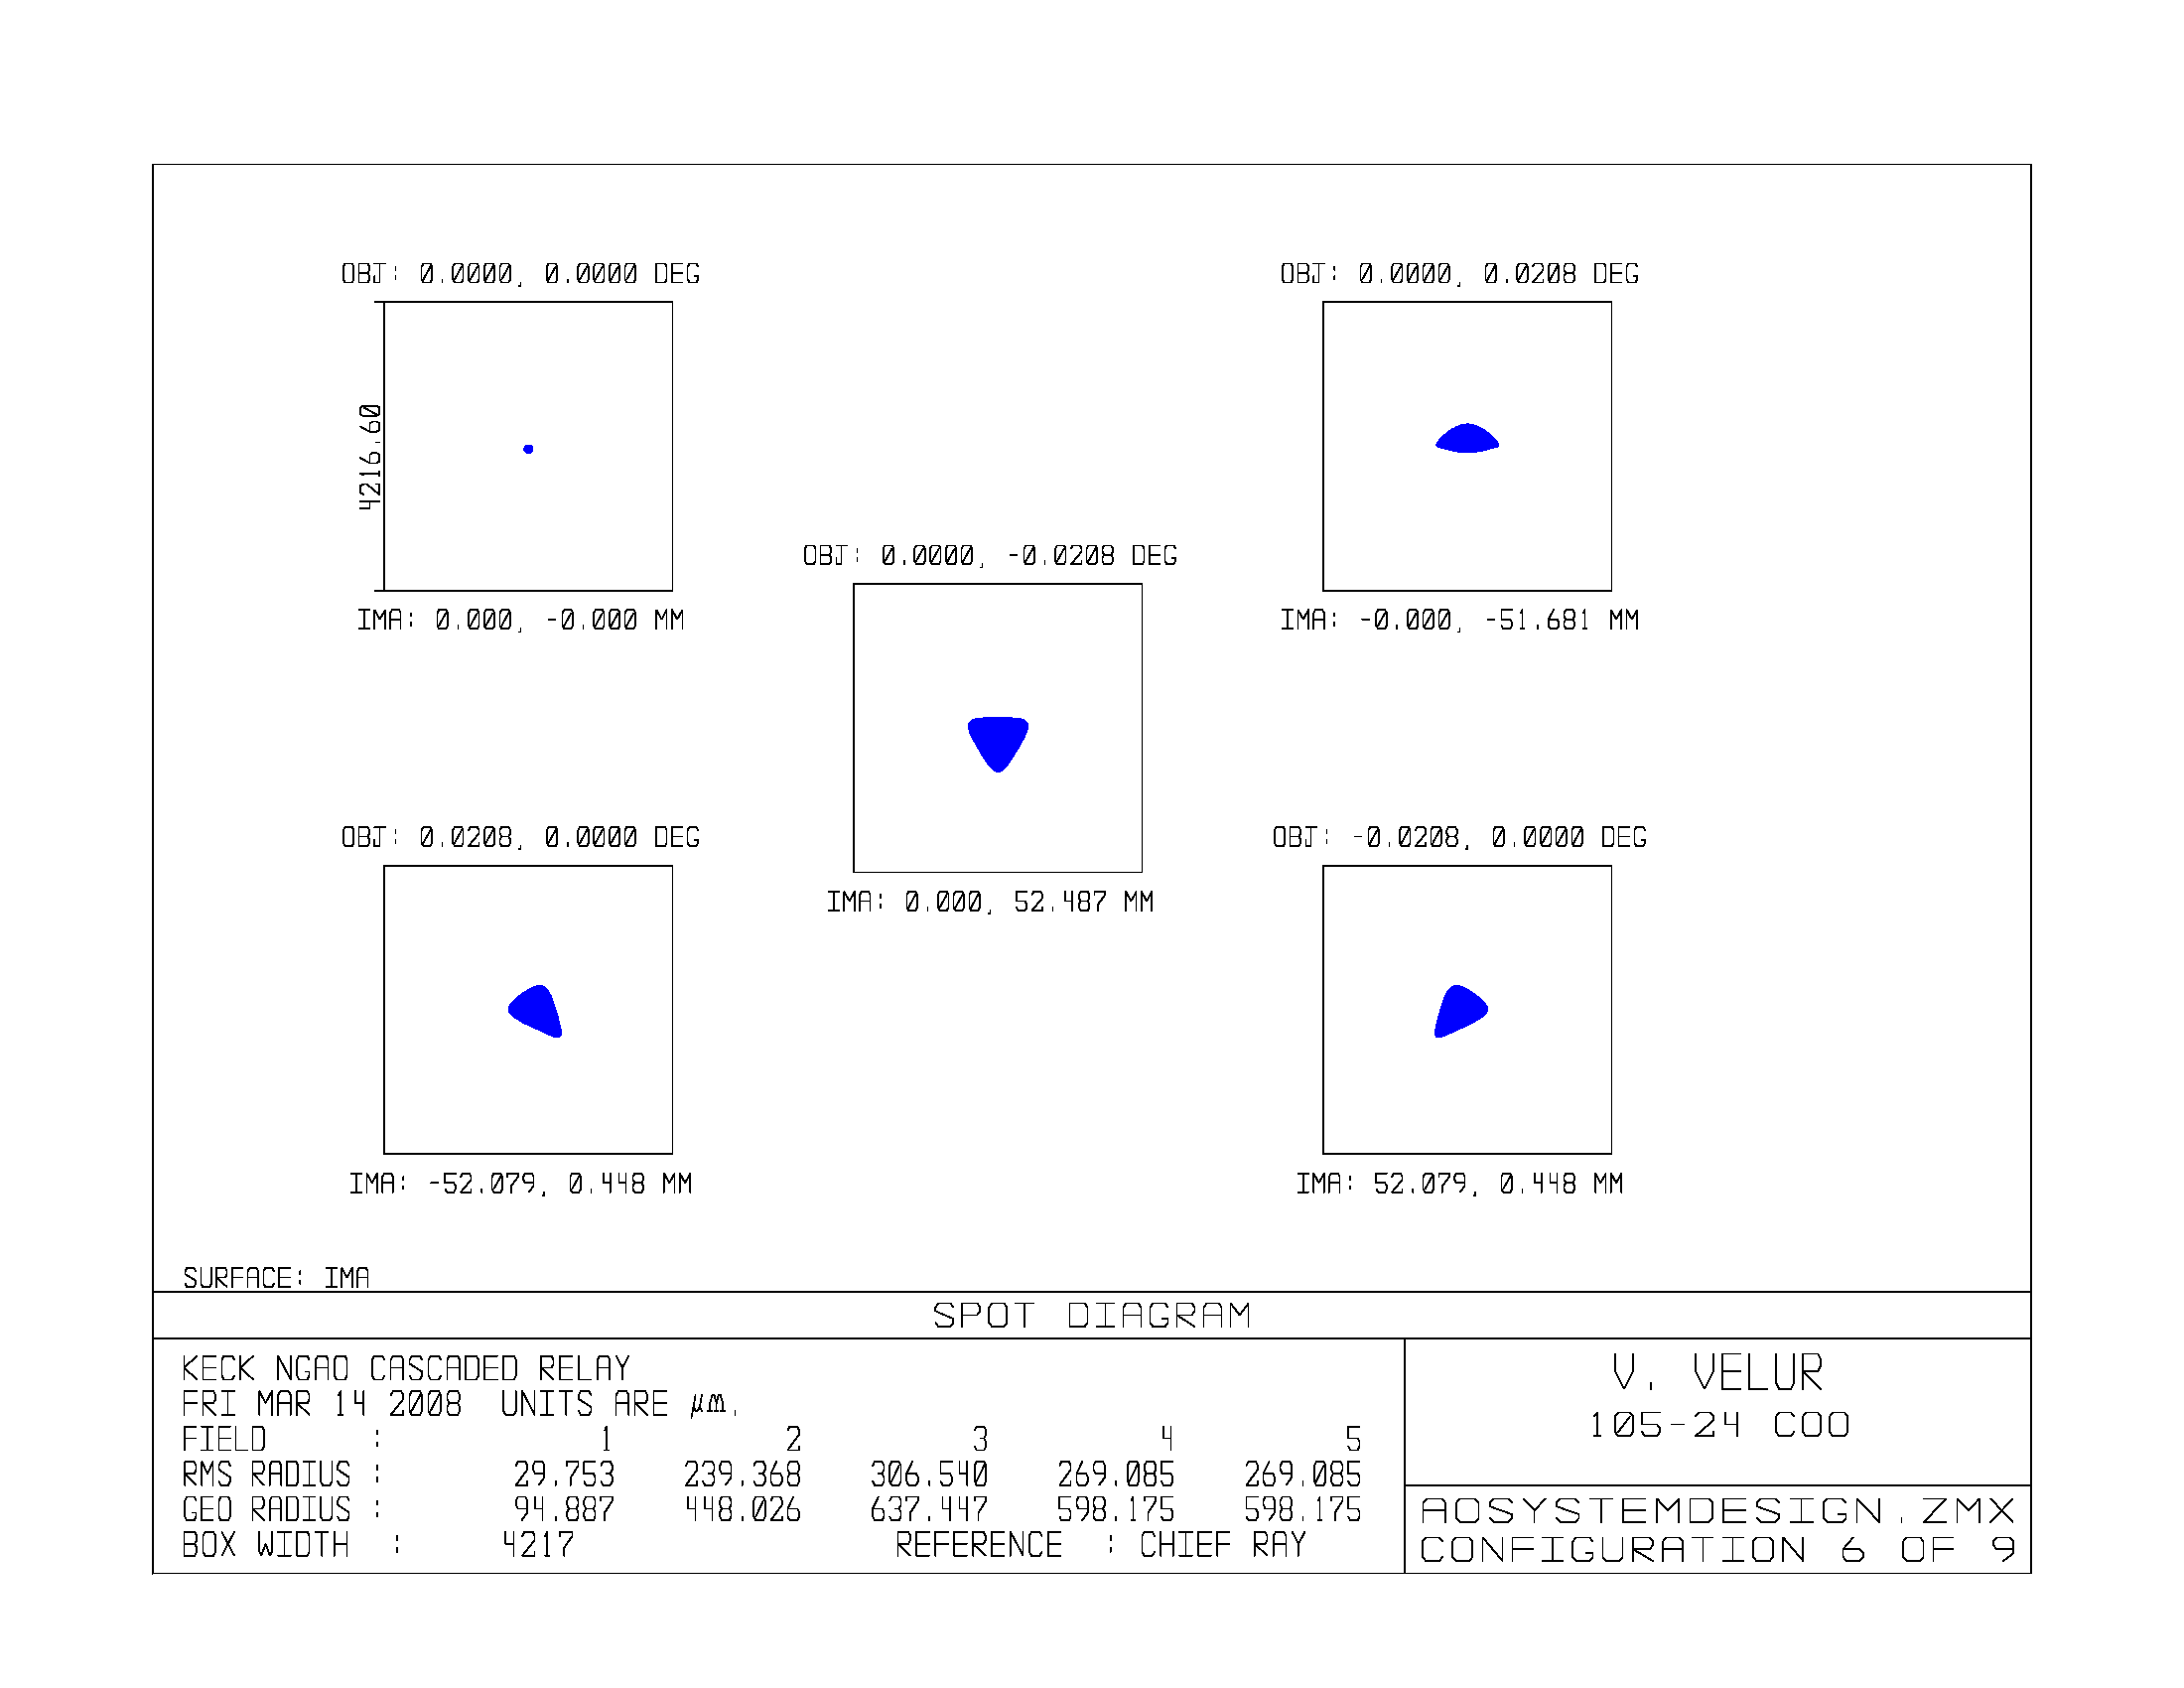 OBJ: 0.0000, 0.0000 DEG
OBJ: 0.0000, 0.0208 DEG
4216.60
IMA: 0.000, -0.000 MM
IMA: -0.000, -51.681 MM
OBJ: 0.0000, -0.0208 DEG
IMA: 0.000, 52.487 MM
OBJ: 0.0208, 0.0000 DEG
OBJ: -0.0208, 0.0000 DEG
IMA: -52.079, 0.448 MM
IMA: 52.079, 0.448 MM
SURFACE: IMA
SPOT DIAGRAM
KECK NGAO CASCADED RELAY
FRI MAR 14 2008 UNITS ARE µm.
FIELD : 1 2 3 4 5
RMS RADIUS : 29.753 239.368 306.540 269.085 269.085
GEO RADIUS : 94.887 448.026 637.447 598.175 598.175
BOX WIDTH : 4217 REFERENCE : CHIEF RAY
V. VELUR
105-24 COO
AOSYSTEMDESIGN.ZMX
CONFIGURATION 6 OF 9